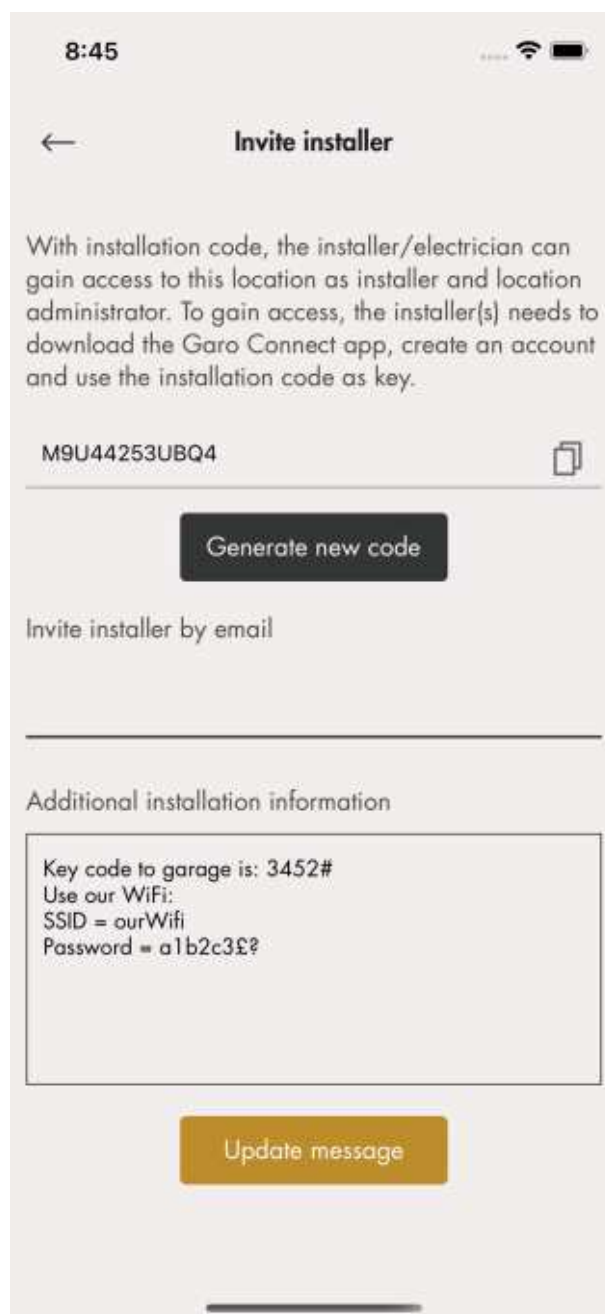 8:45
Invite installer
With installation code, the installer/electrician can
gain access to this location as installer and location
administrator. To gain access, the installer(s) needs to
download the Garo Connect app, create an account
and use the installation code as key.
M9U44253UBQ4
Generate new code
Invite installer by email
Additional installation information
Key code to garage is: 3452#
Use our WiFi:
SSID = ourWifi
Password = a1b2c3£?
Update message